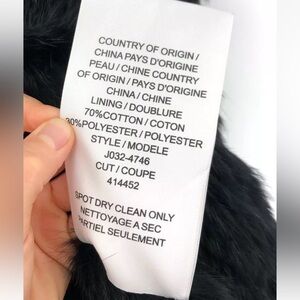 COUNTRY OF ORIGIN /
CHINA PAYS D'ORIGINE
PEAU / CHINE COUNTRY
OF ORIGIN / PAYS D'ORIGINE
CHINA / CHINE
LINING / DOUBLURE
70%COTTON / COTON
30%POLYESTER / POLYESTER
STYLE / MODELE
J032-4746
CUT / COUPE
414452
SPOT DRY CLEAN ONLY
NETTOYAGE A SEC
PARTIEL SEULEMENT